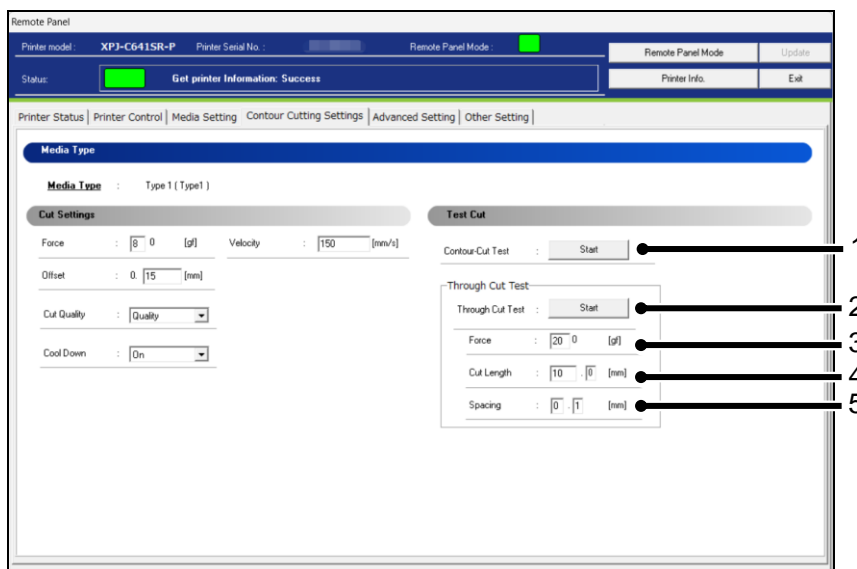 Remote Panel
Printer model : XPJ-C641SR-P Printer Serial No. : Remote Panel Mode : Remote Panel Mode Update
Status: Get printer Information: Success Printer Info. Exit
Printer Status Printer Control Media Setting Contour Cutting Settings Advanced Setting Other Setting
Media Type
Media Type : Type 1 ( Type1 )
Cut Settings Test Cut
Force : 8 0 [gf] Velocity : 150 [mm/s] Contour-Cut Test : Start 1
Offset : 0. 15 [mm] Through Cut Test
Cut Quality : Quality Through Cut Test : Start 2
Force : 20 0 [gf] 3
Cool Down : On Cut Length : 10 . 0 [mm] 4
Spacing : 0 . 1 [mm] 5